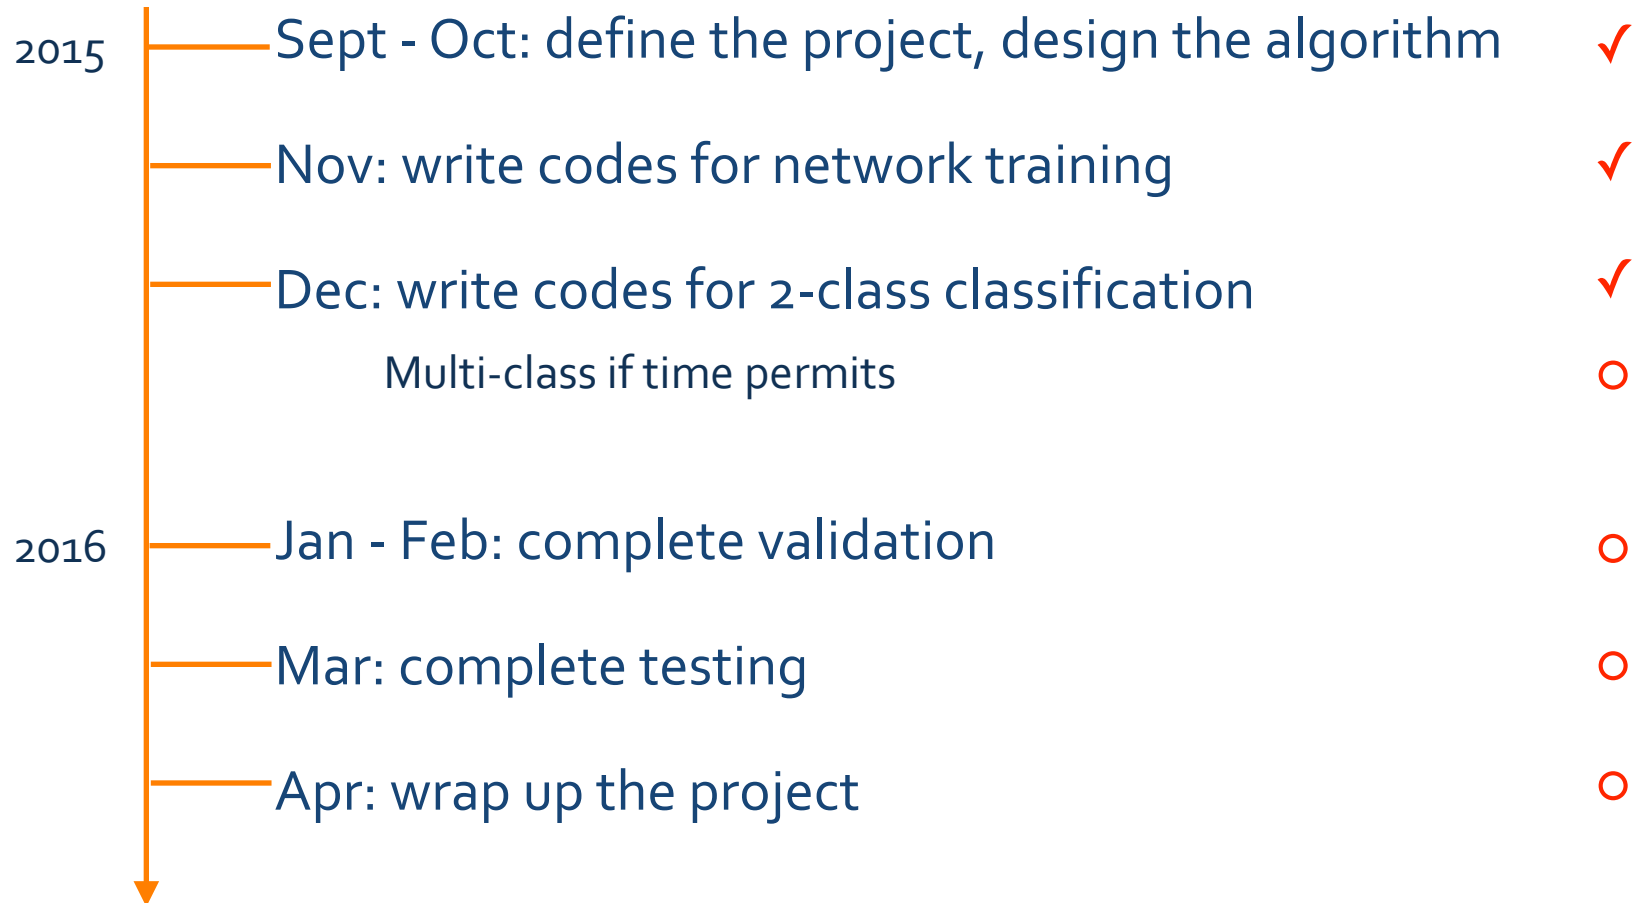 2015
Sept - Oct: define the project, design the algorithm ✓
Nov: write codes for network training ✓
Dec: write codes for 2-class classification ✓
Multi-class if time permits ○
2016
Jan - Feb: complete validation ○
Mar: complete testing ○
Apr: wrap up the project ○